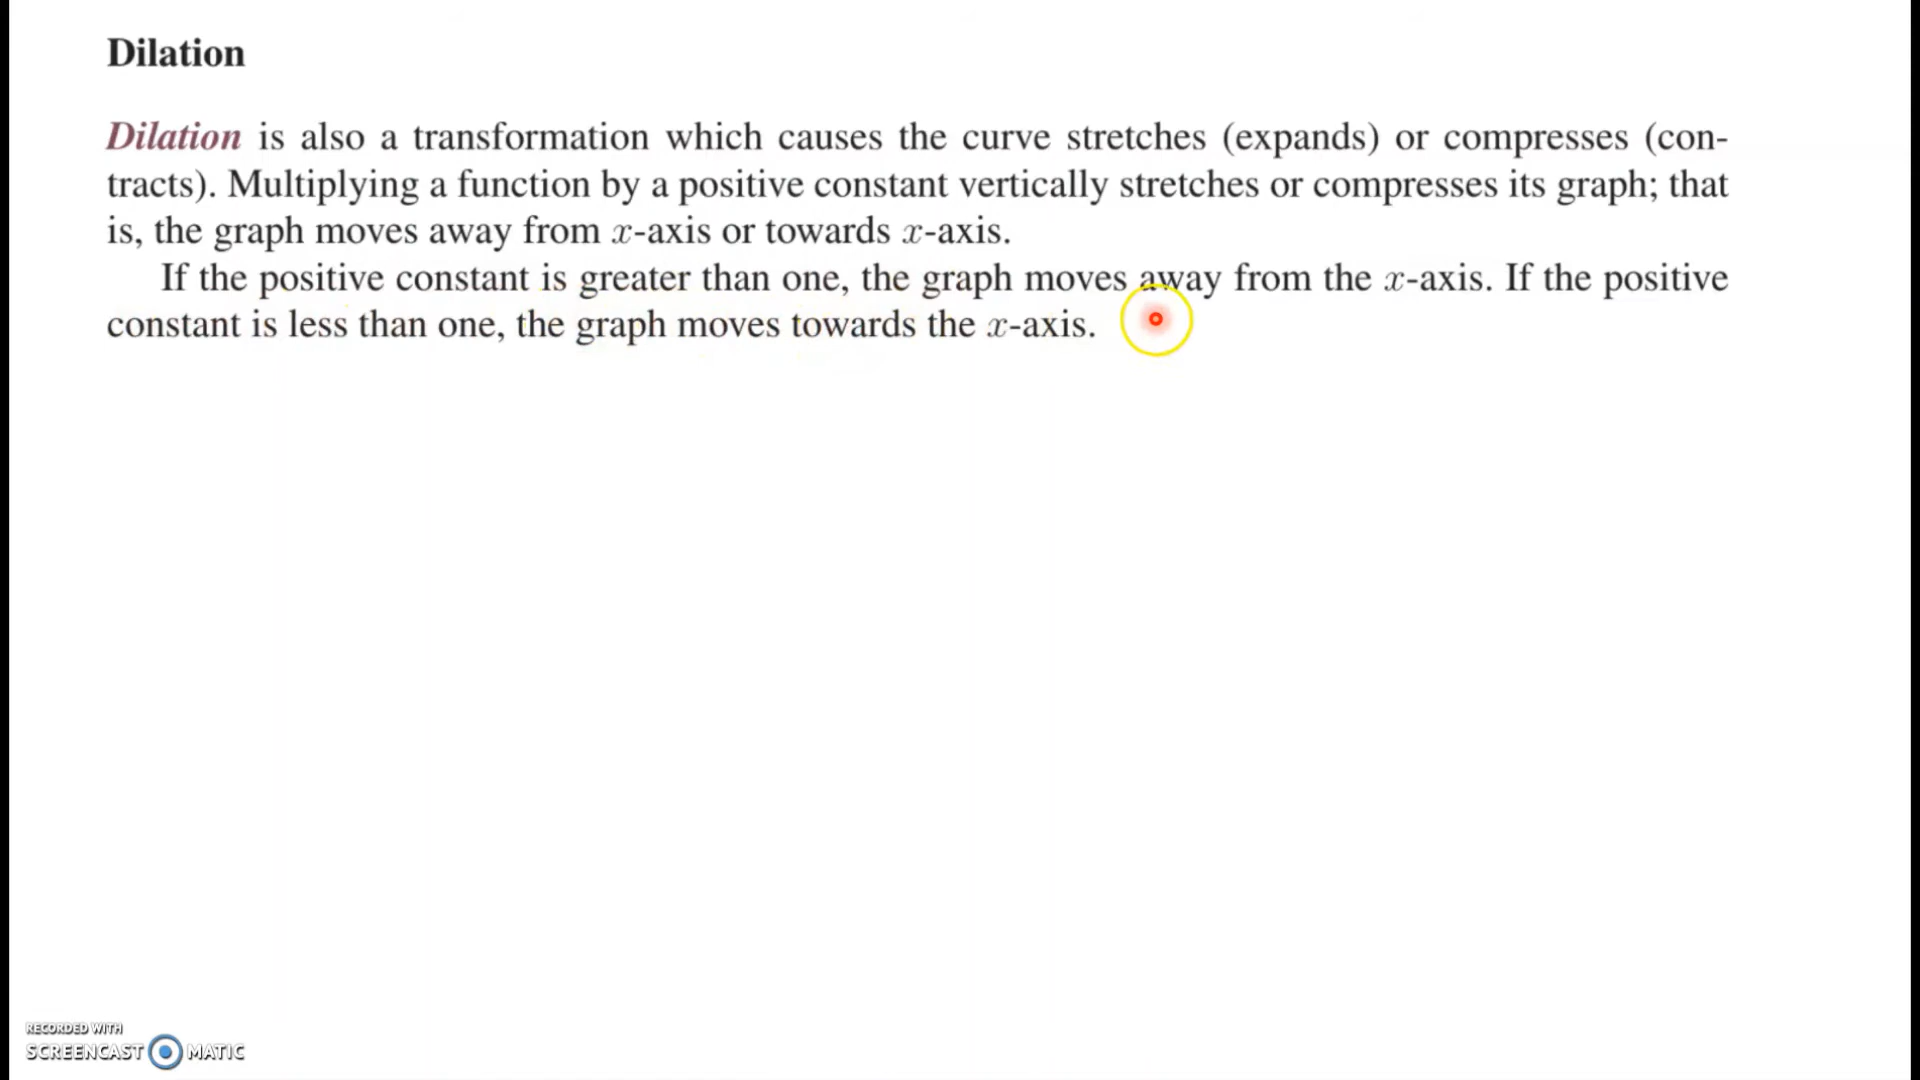 Dilation
Dilation is also a transformation which causes the curve stretches (expands) or compresses (con-
tracts). Multiplying a function by a positive constant vertically stretches or compresses its graph; that
is, the graph moves away from x-axis or towards x-axis.
If the positive constant is greater than one, the graph moves away from the x-axis. If the positive
constant is less than one, the graph moves towards the x-axis.
RECORDED WITH
SCREENCAST MATIC